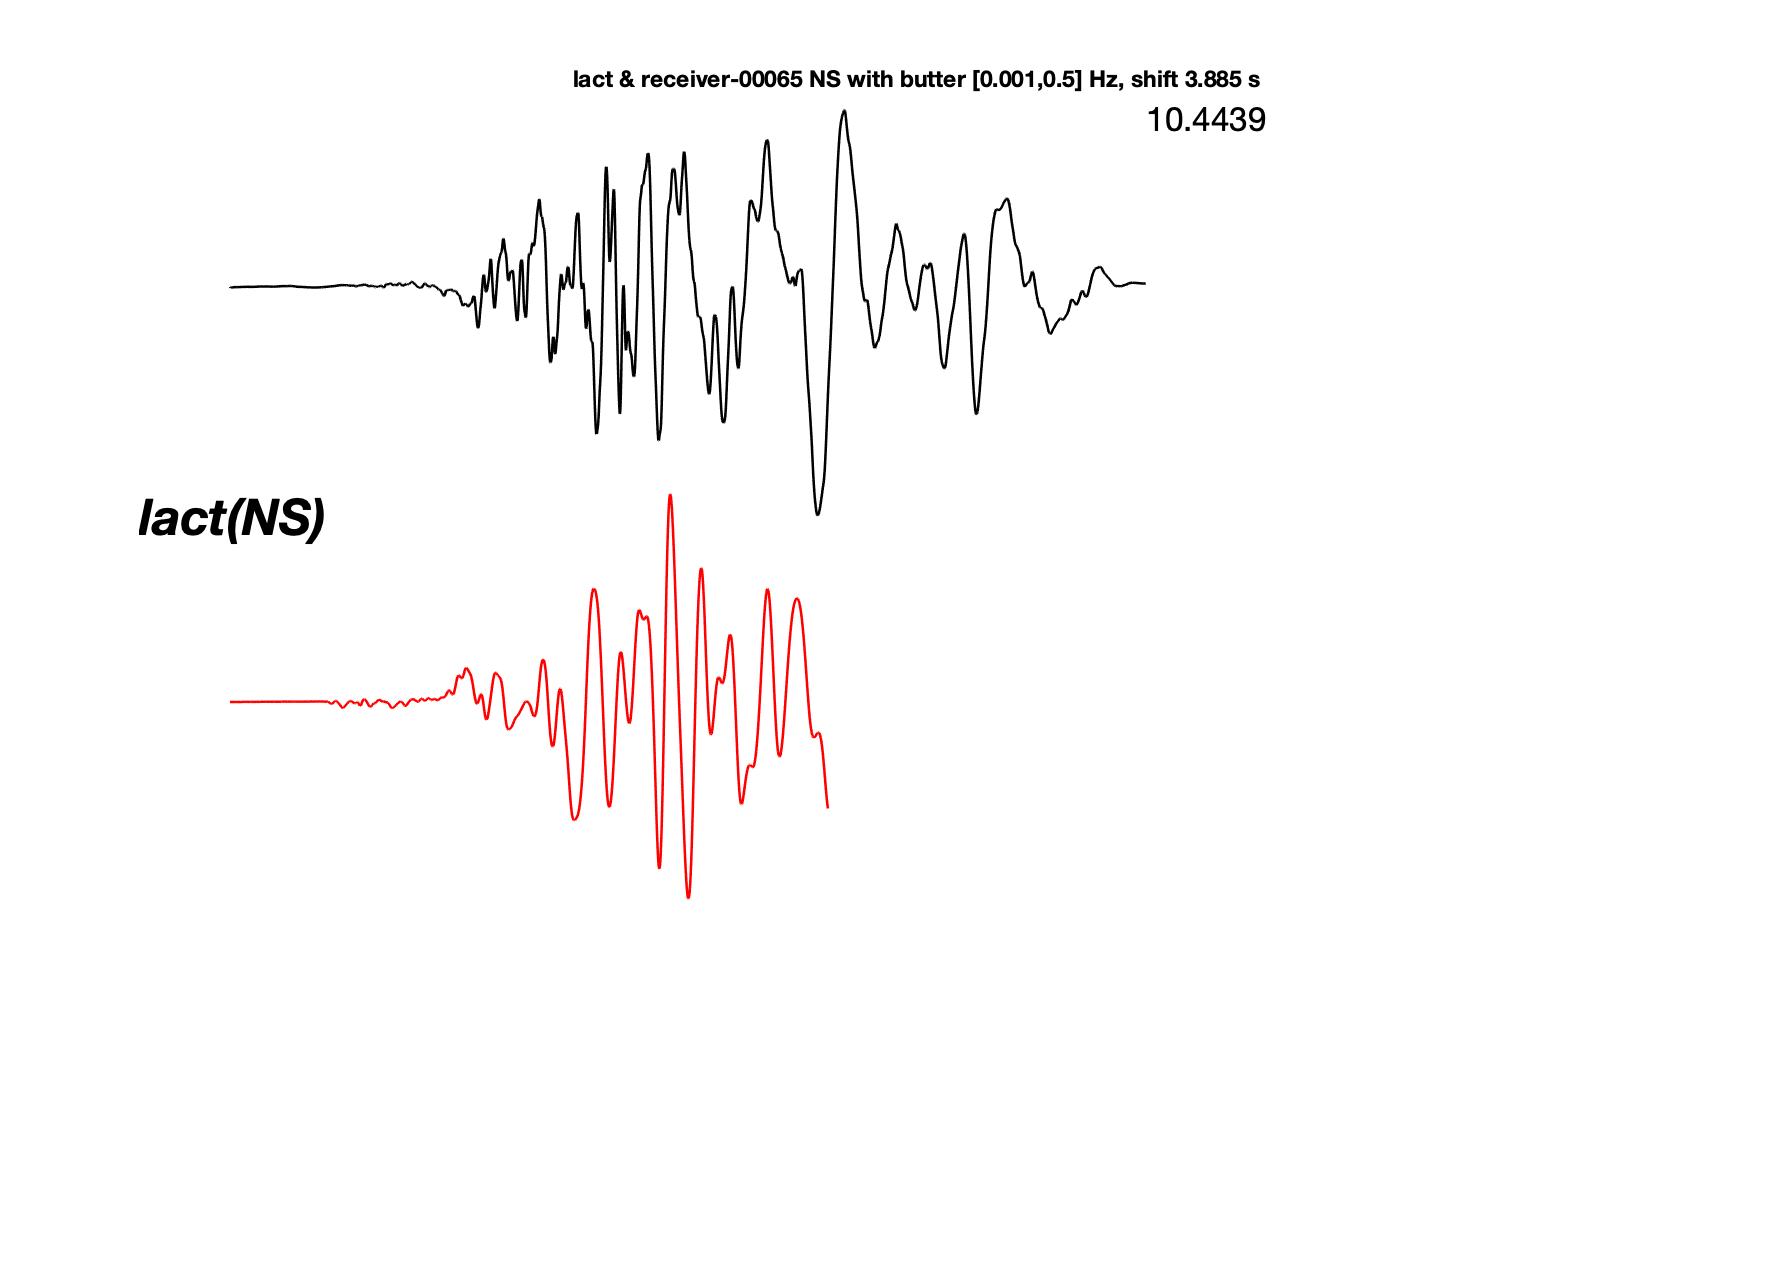 lact & receiver-00065 NS with butter [0.001,0.5] Hz, shift 3.885 s
10.4439
lact(NS)